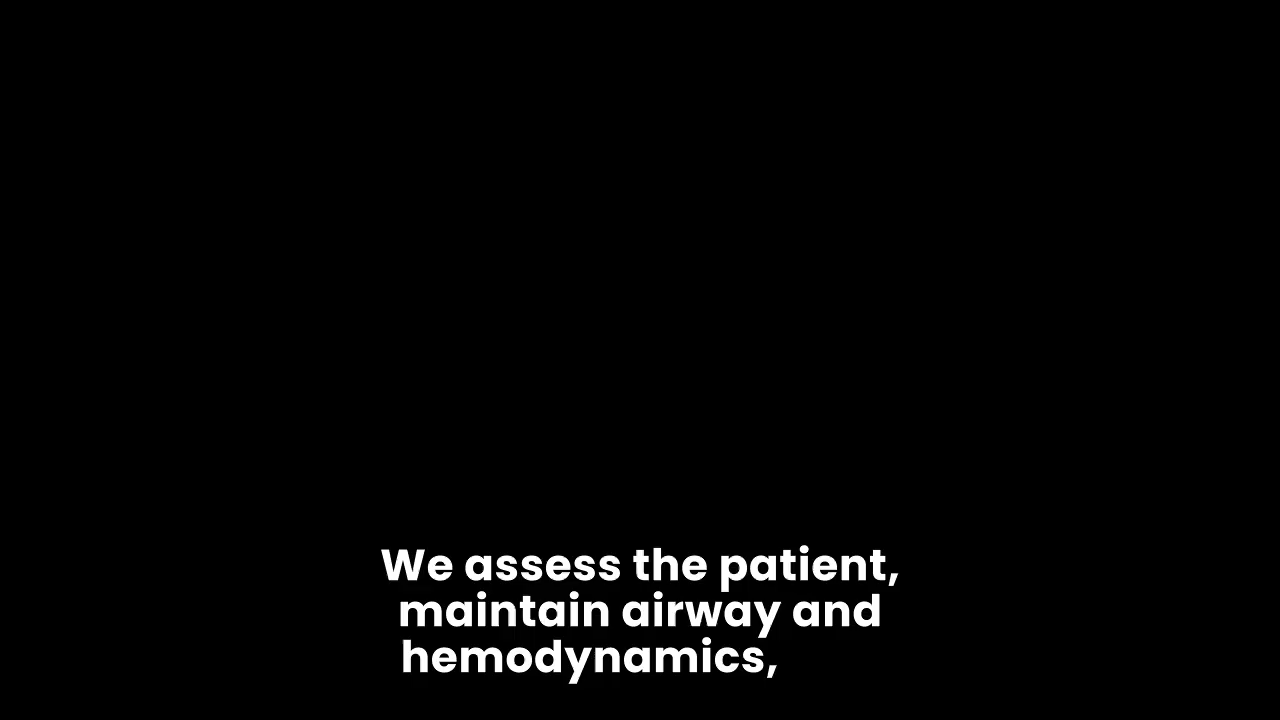 We assess the patient,
maintain airway and
hemodynamics,